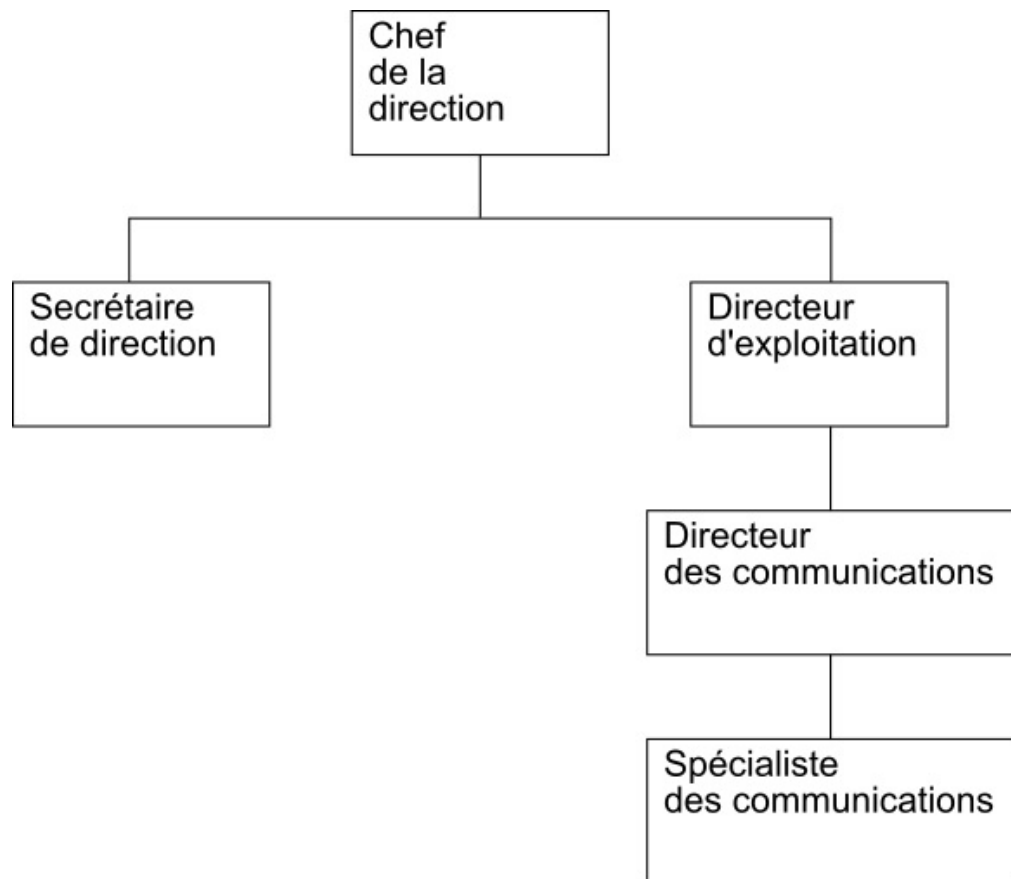 Chef
de la
direction
Secrétaire
de direction
Directeur
d'exploitation
Directeur
des communications
Spécialiste
des communications